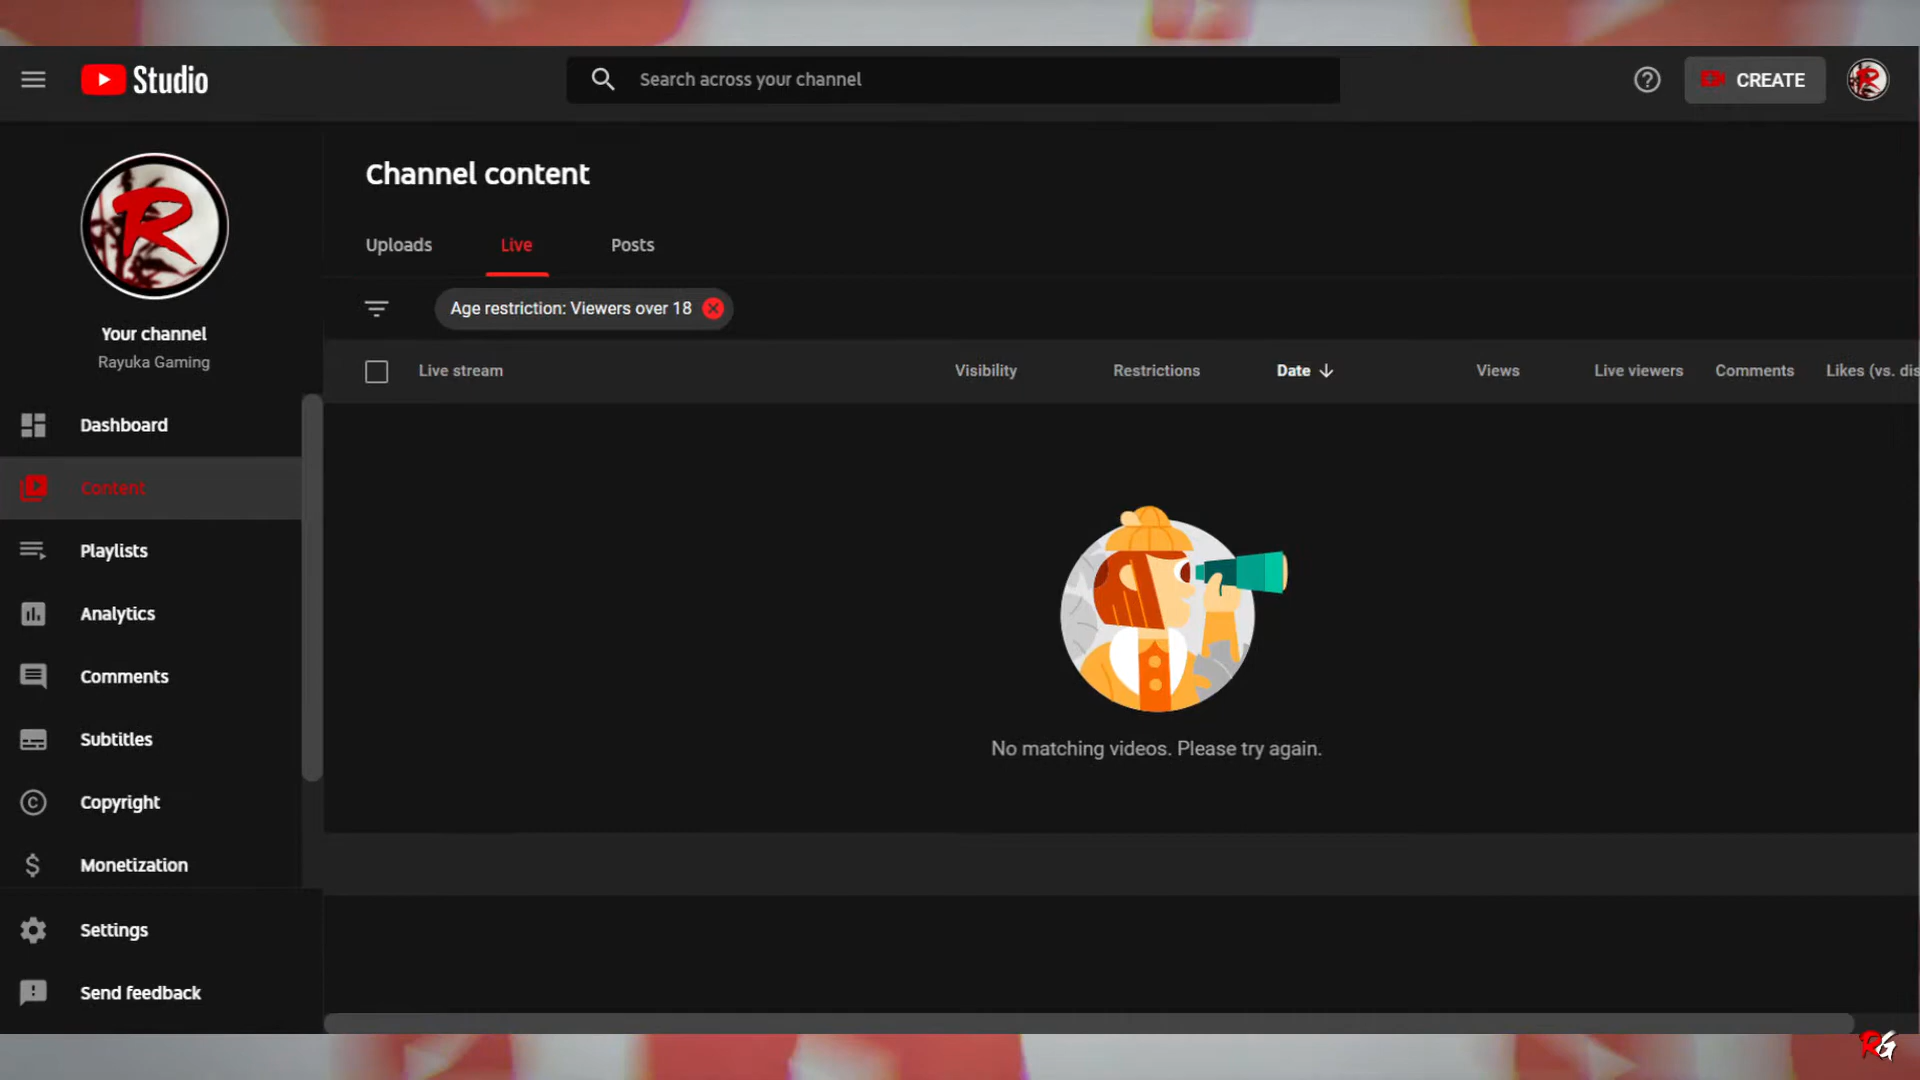 Studio
Search across your channel
CREATE
Channel content
Uploads
Live
Posts
Age restriction: Viewers over 18
Your channel
Rayuka Gaming
Live stream
Visibility
Restrictions
Date
Views
Live viewers
Comments
Likes (vs. dis
Dashboard
Content
Playlists
Analytics
Comments
Subtitles
Copyright
Monetization
Settings
Send feedback
No matching videos. Please try again.
R
RG